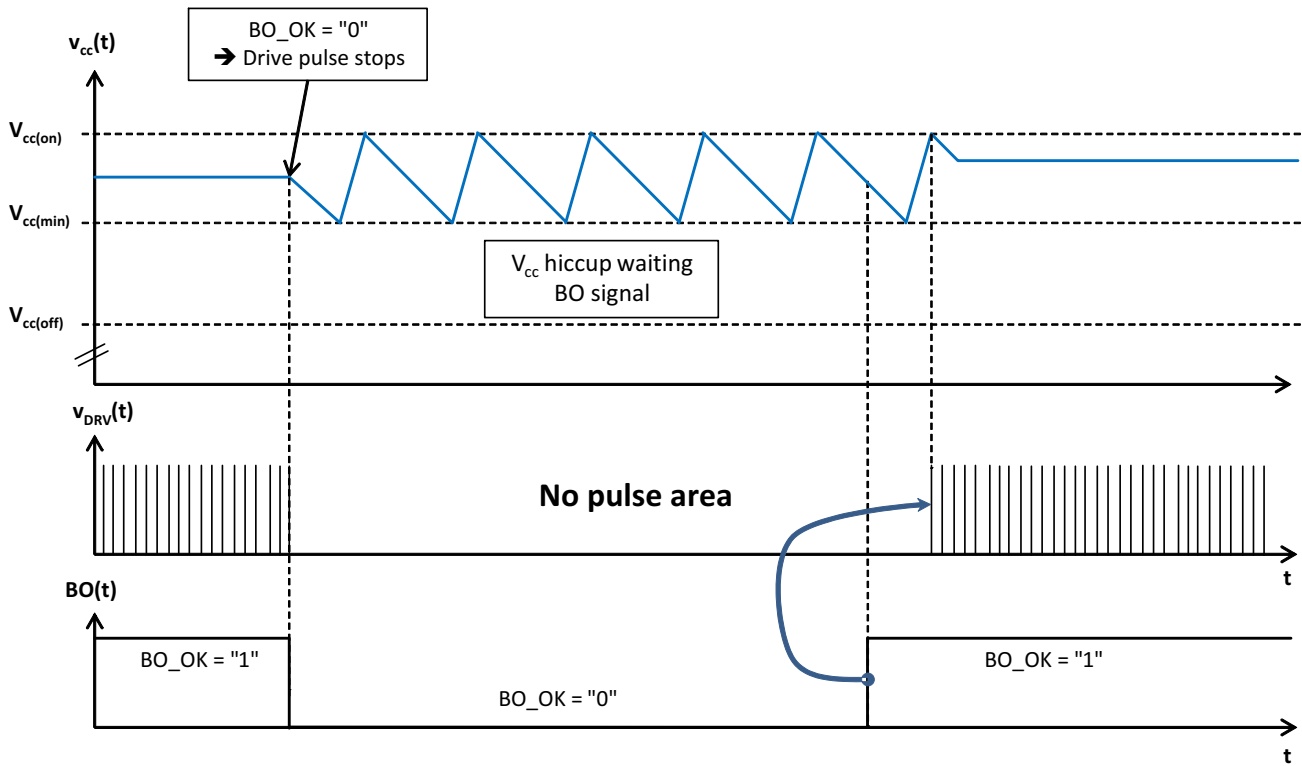 BO_OK = "0"
➔ Drive pulse stops
vcc(t)
Vcc(on)
Vcc(min)
Vcc hiccup waiting
BO signal
Vcc(off)
vDRV(t)
No pulse area
t
BO(t)
BO_OK = "1"
BO_OK = "1"
BO_OK = "0"
t